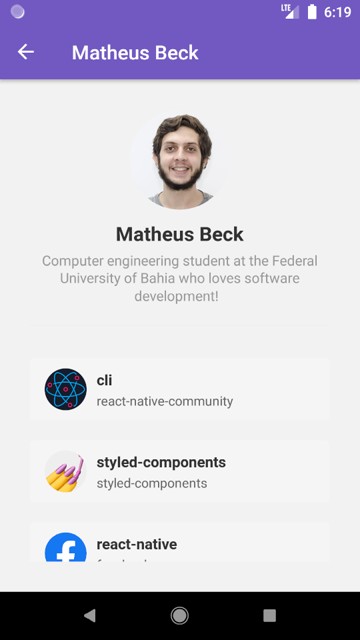 LTE
6:19
Matheus Beck
Matheus Beck
Computer engineering student at the Federal
University of Bahia who loves software
development!
cli
react-native-community
styled-components
styled-components
react-native